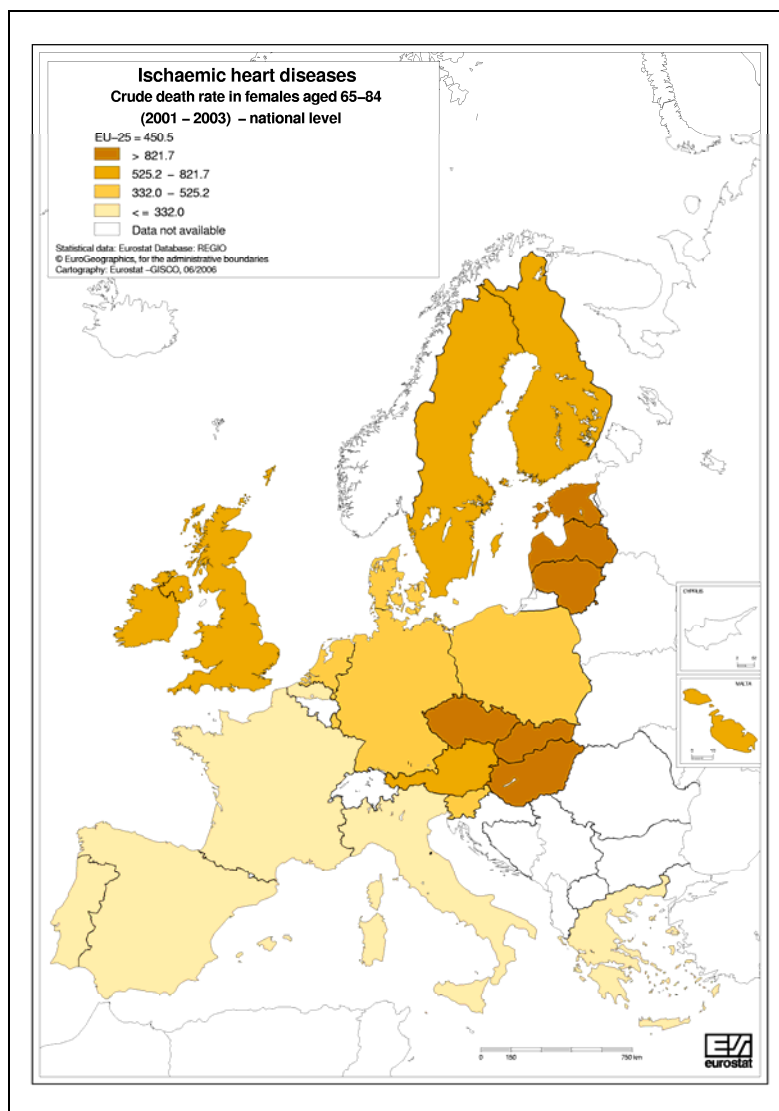 Ischaemic heart diseases
Crude death rate in females aged 65–84
(2001 – 2003) – national level
EU–25 = 450.5
> 821.7
525.2 – 821.7
332.0 – 525.2
<= 332.0
Data not available
Statistical data: Eurostat Database: REGIO
© EuroGeographics, for the administrative boundaries
Cartography: Eurostat –GISCO, 06/2006
CYPRUS
MALTA
0 150 750 km
eurostat